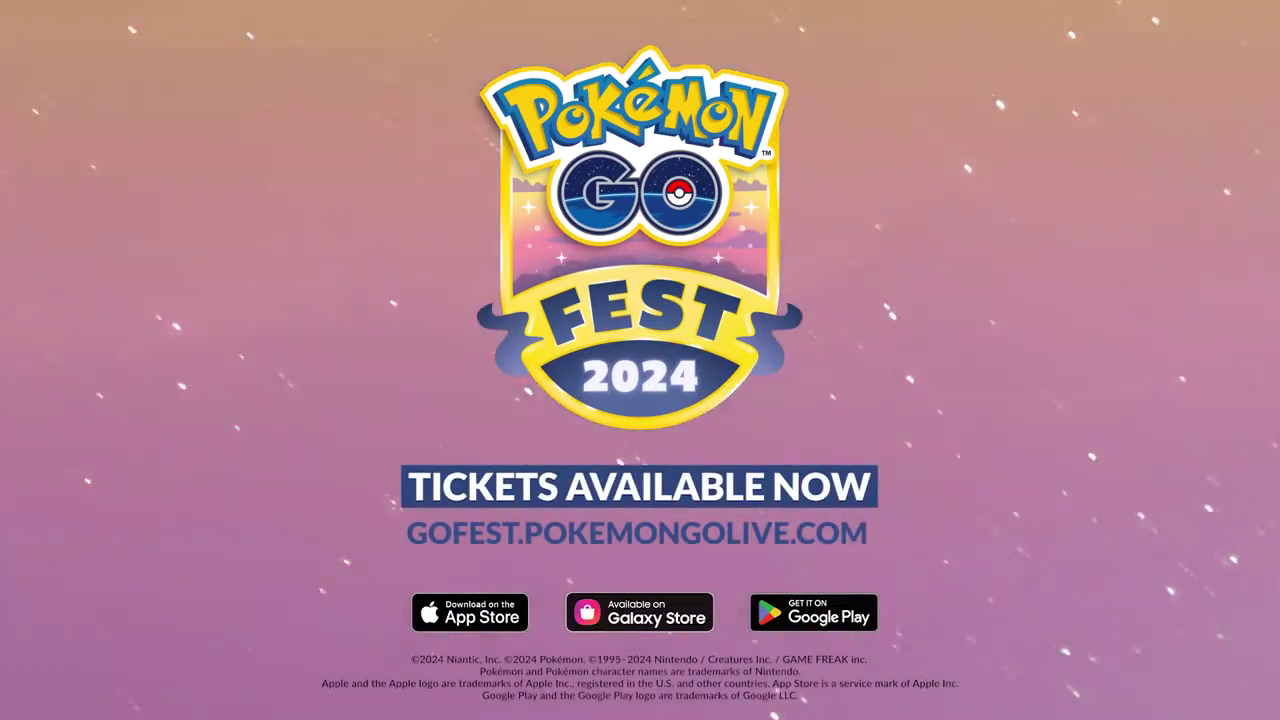 POKéMON
™
GO
FEST
2024
TICKETS AVAILABLE NOW
GOFEST.POKEMONGOLIVE.COM
Download on the
App Store
Available on
Galaxy Store
GET IT ON
Google Play
©2024 Niantic, Inc. ©2024 Pokémon. ©1995–2024 Nintendo / Creatures Inc. / GAME FREAK inc.
Pokémon and Pokémon character names are trademarks of Nintendo.
Apple and the Apple logo are trademarks of Apple Inc., registered in the U.S. and other countries. App Store is a service mark of Apple Inc.
Google Play and the Google Play logo are trademarks of Google LLC.